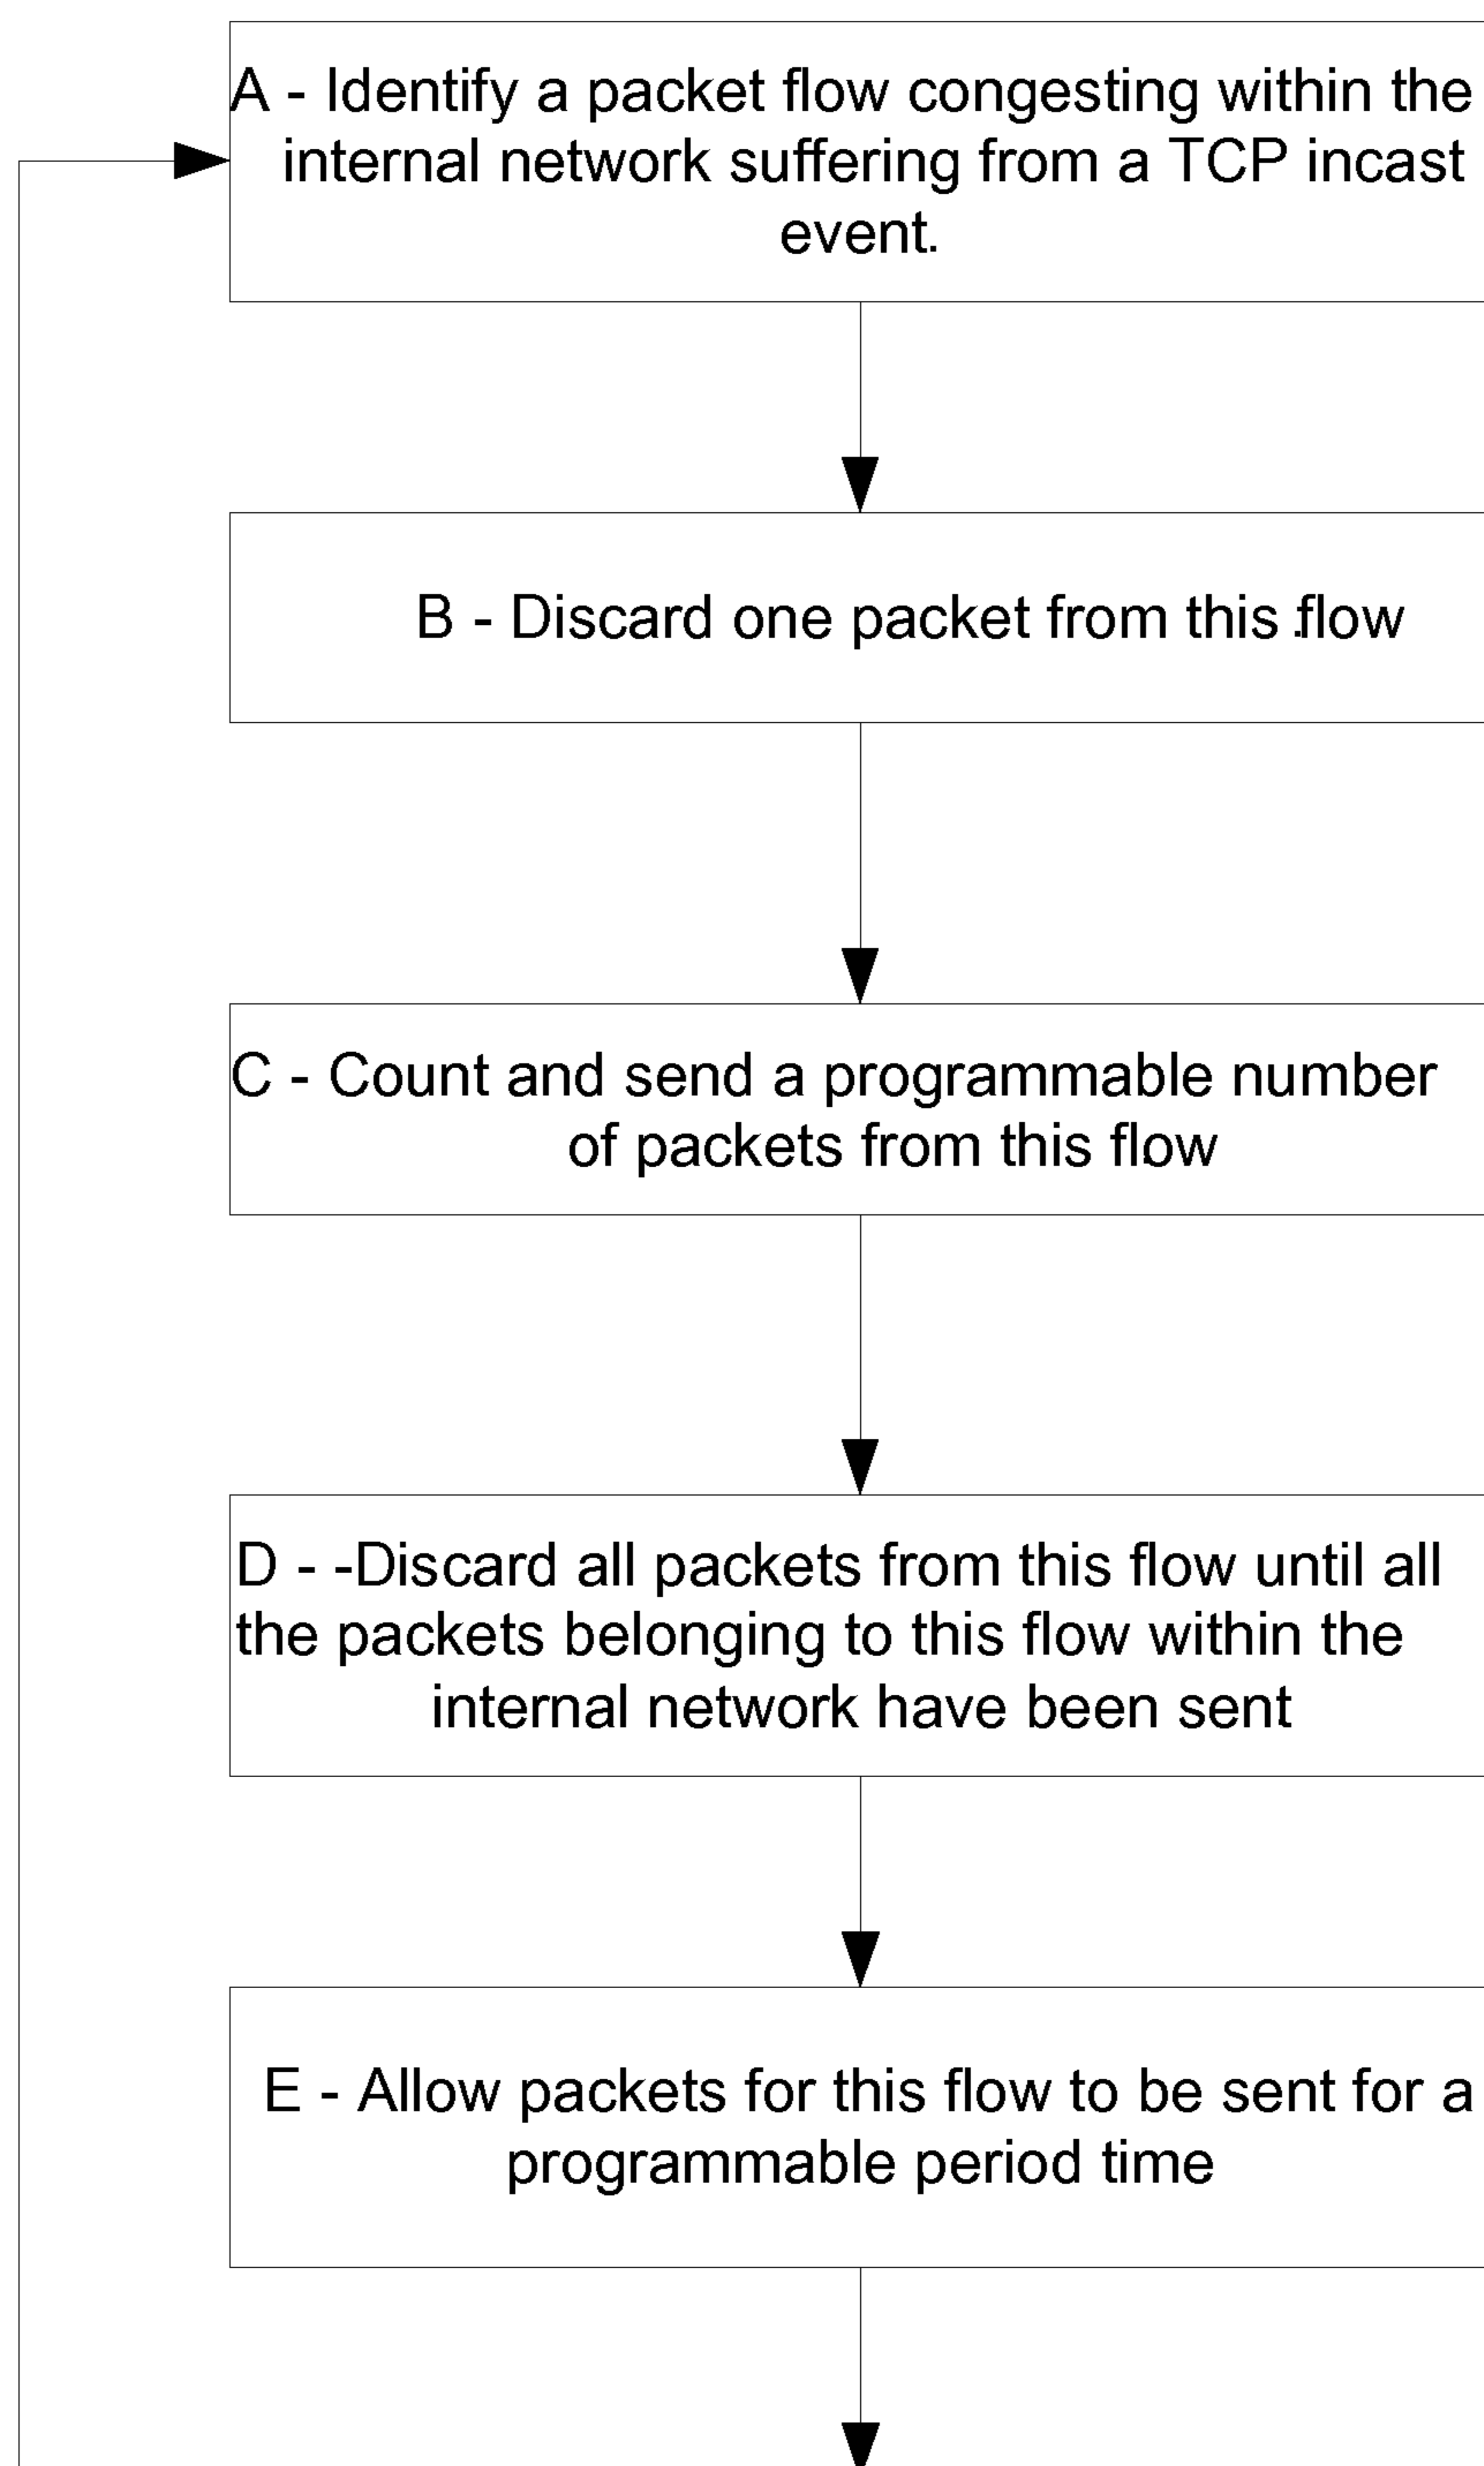 A - Identify a packet flow congesting within the
internal network suffering from a TCP incast
event.
B - Discard one packet from this .flow
C - Count and send a programmable number
of packets from this flow.
D - -Discard all packets from this flow until all
the packets belonging to this flow within the
internal network have been sent.
E - Allow packets for this flow to be sent for a
programmable period time